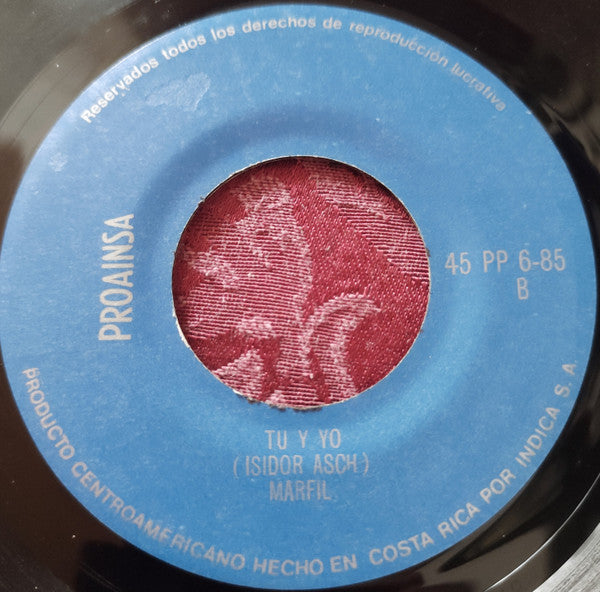 Reservados todos los derechos de reproducción lucrativa
PROAINSA
45 PP 6-85
B
TU Y YO
( ISIDOR ASCH.)
MARFIL
PRODUCTO CENTROAMERICANO HECHO EN COSTA RICA POR INDICA S. A.